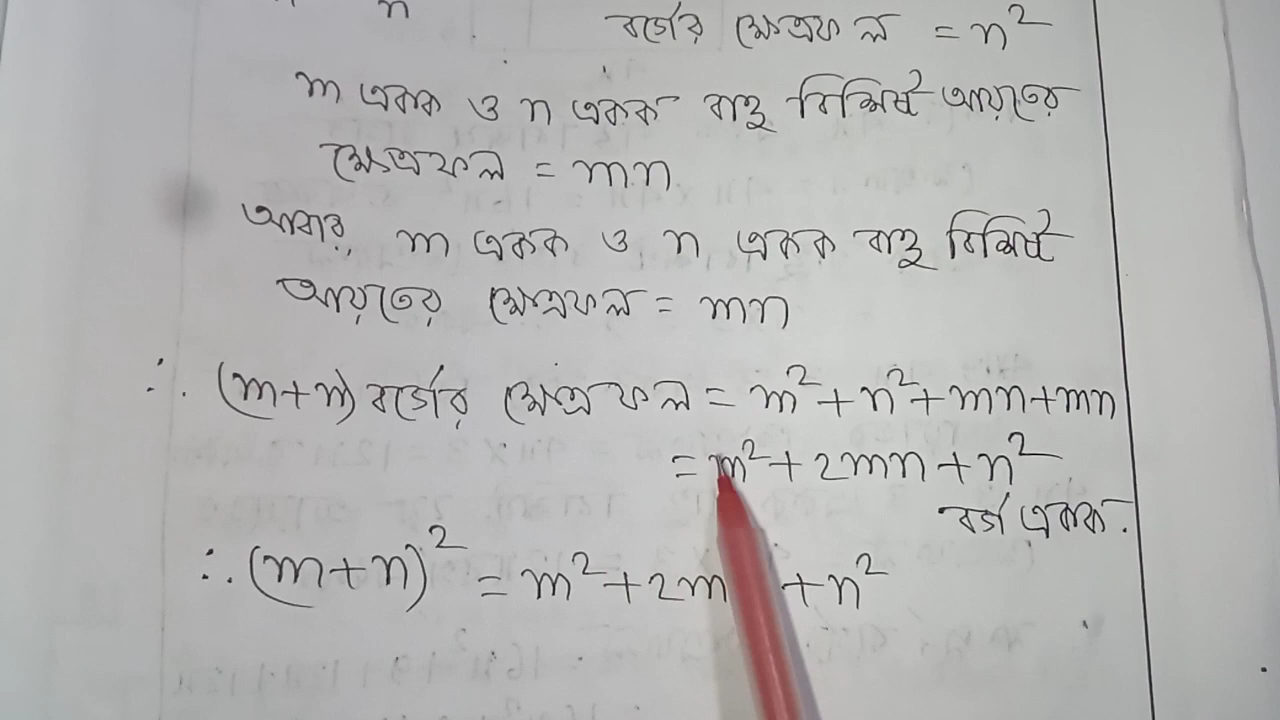 n
বর্গের ক্ষেত্রফল = n²
m একক ও n একক বাহু বিশিষ্ট আয়তের
ক্ষেত্রফল = mn
আবার, m একক ও n একক বাহু বিশিষ্ট
আয়তের ক্ষেত্রফল = mn
∴ (m+n) বর্গের ক্ষেত্রফল = m²+n²+mn+mn
= m²+2mn+n²
বর্গ একক.
∴ (m+n)² = m²+2m +n²